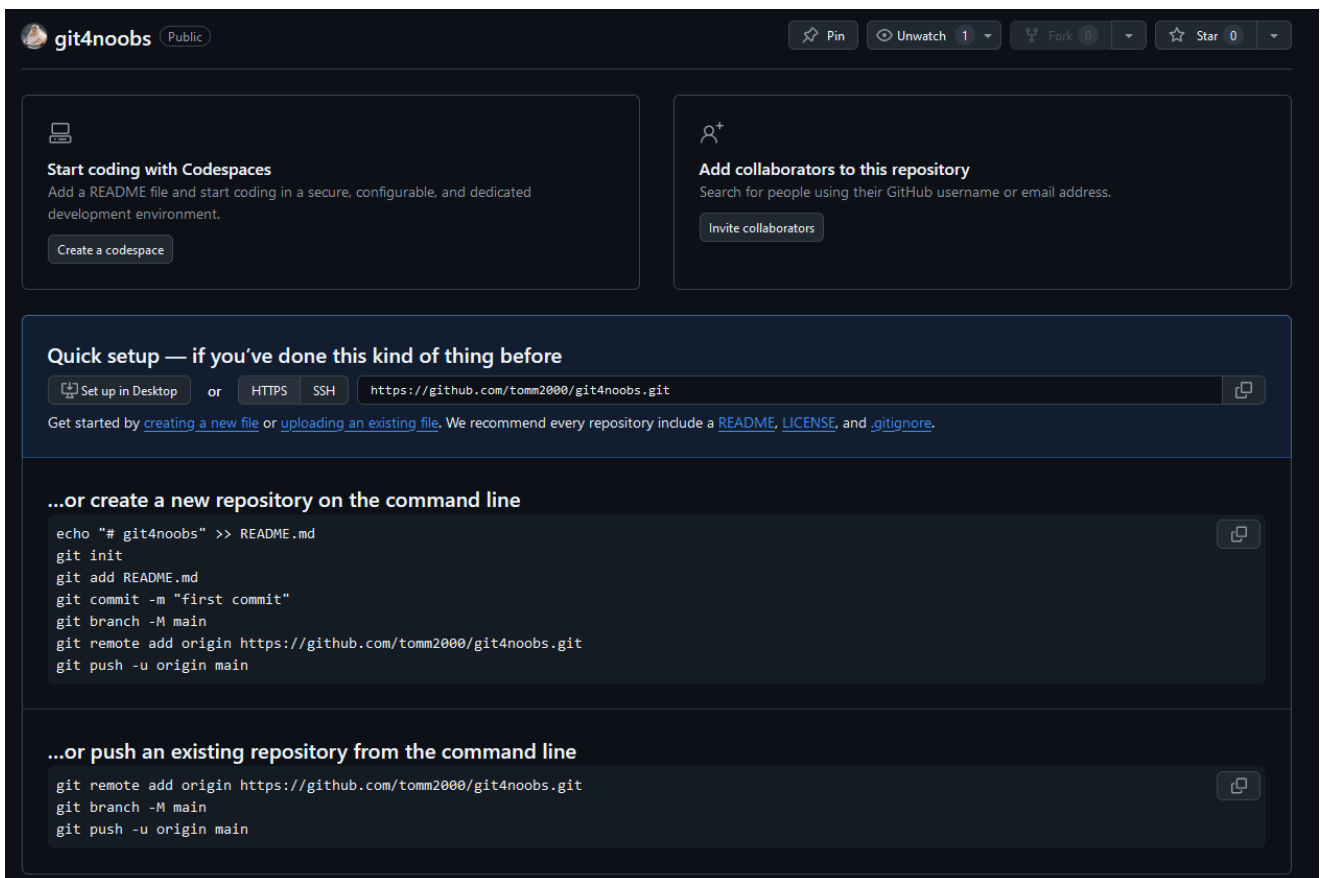 git4noobs Public
Pin
Unwatch 1
Fork 0
Star 0
Start coding with Codespaces
Add a README file and start coding in a secure, configurable, and dedicated
development environment.
Create a codespace
Add collaborators to this repository
Search for people using their GitHub username or email address.
Invite collaborators
Quick setup — if you’ve done this kind of thing before
Set up in Desktop or HTTPS SSH https://github.com/tomm2000/git4noobs.git
Get started by creating a new file or uploading an existing file. We recommend every repository include a README, LICENSE, and .gitignore.
…or create a new repository on the command line
echo "# git4noobs" >> README.md
git init
git add README.md
git commit -m "first commit"
git branch -M main
git remote add origin https://github.com/tomm2000/git4noobs.git
git push -u origin main
…or push an existing repository from the command line
git remote add origin https://github.com/tomm2000/git4noobs.git
git branch -M main
git push -u origin main